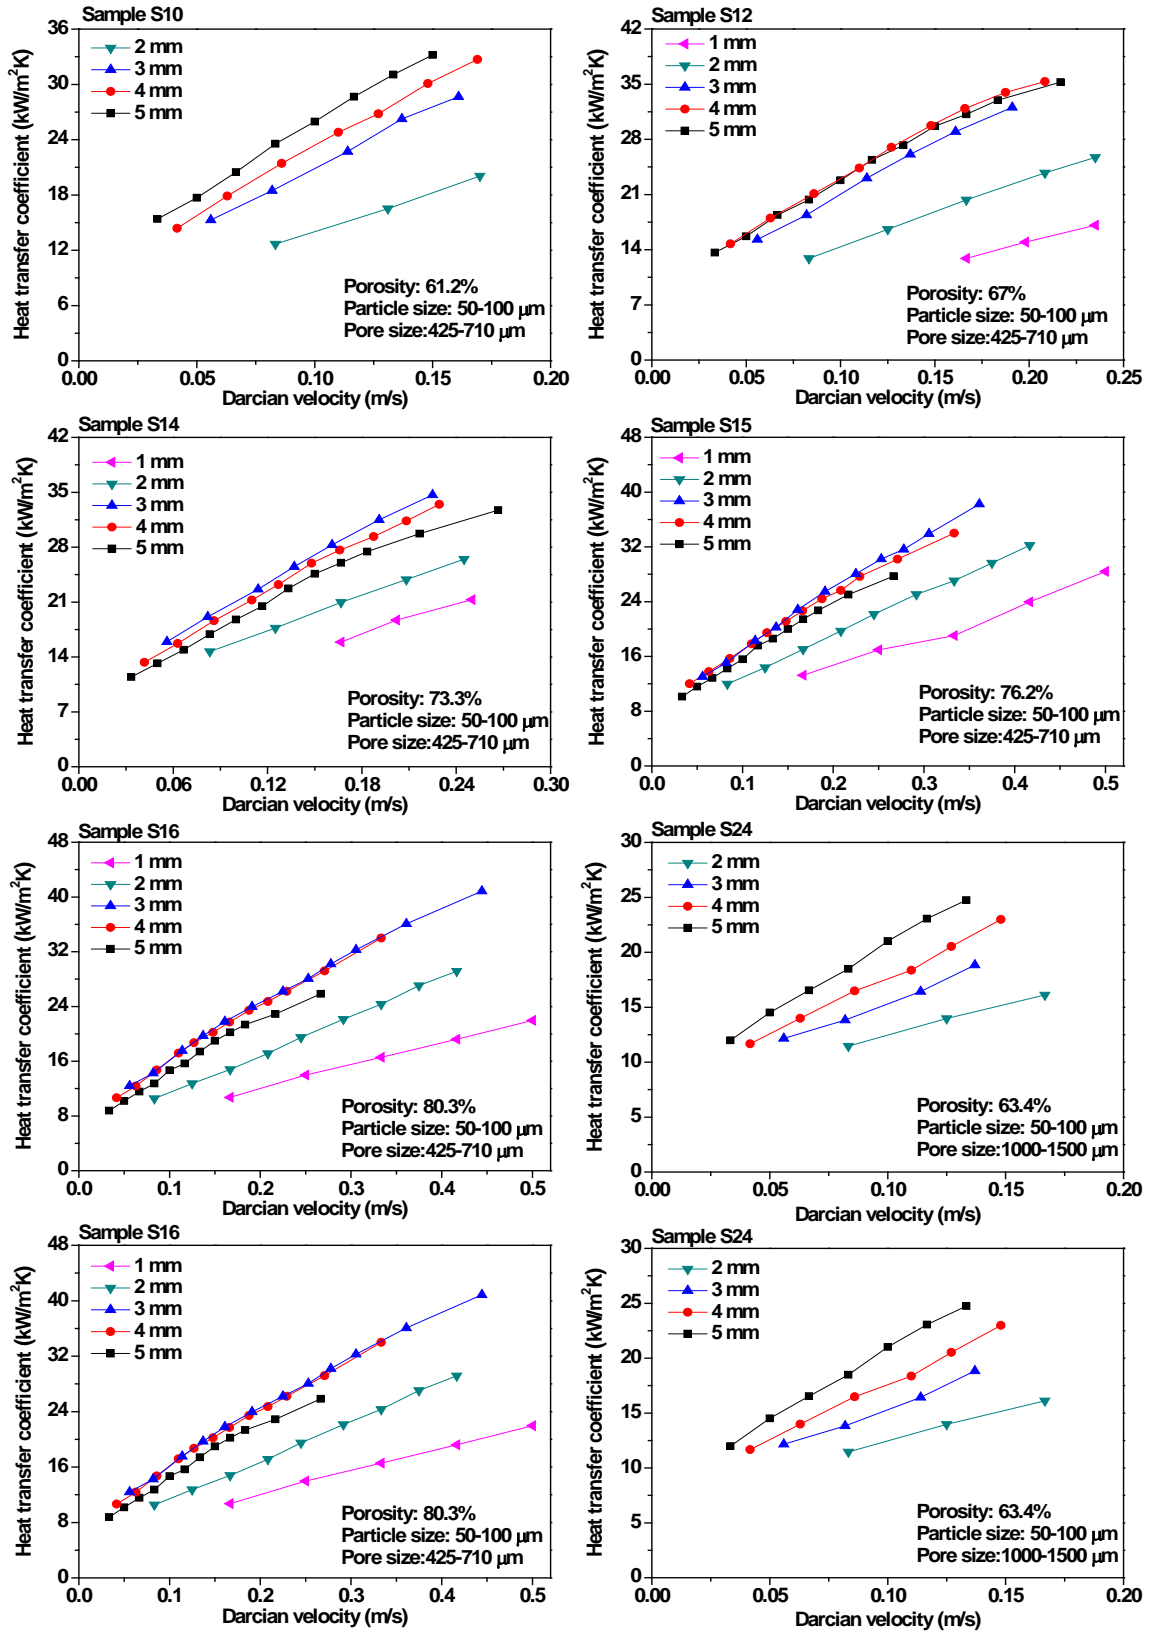 Sample S10
36
30
24
18
12
6
0
Heat transfer coefficient (kW/m²K)
2 mm
3 mm
4 mm
5 mm
Porosity: 61.2%
Particle size: 50-100 μm
Pore size:425-710 μm
0.00 0.05 0.10 0.15 0.20
Darcian velocity (m/s)
Sample S12
42
35
28
21
14
7
0
Heat transfer coefficient (kW/m²K)
1 mm
2 mm
3 mm
4 mm
5 mm
Porosity: 67%
Particle size: 50-100 μm
Pore size:425-710 μm
0.00 0.05 0.10 0.15 0.20 0.25
Darcian velocity (m/s)
Sample S14
42
35
28
21
14
7
0
Heat transfer coefficient (kW/m²K)
1 mm
2 mm
3 mm
4 mm
5 mm
Porosity: 73.3%
Particle size: 50-100 μm
Pore size:425-710 μm
0.00 0.06 0.12 0.18 0.24 0.30
Darcian velocity (m/s)
Sample S15
48
40
32
24
16
8
0
Heat transfer coefficient (kW/m²K)
1 mm
2 mm
3 mm
4 mm
5 mm
Porosity: 76.2%
Particle size: 50-100 μm
Pore size:425-710 μm
0.0 0.1 0.2 0.3 0.4 0.5
Darcian velocity (m/s)
Sample S16
48
40
32
24
16
8
0
Heat transfer coefficient (kW/m²K)
1 mm
2 mm
3 mm
4 mm
5 mm
Porosity: 80.3%
Particle size: 50-100 μm
Pore size:425-710 μm
0.0 0.1 0.2 0.3 0.4 0.5
Darcian velocity (m/s)
Sample S24
30
25
20
15
10
5
0
Heat transfer coefficient (kW/m²K)
2 mm
3 mm
4 mm
5 mm
Porosity: 63.4%
Particle size: 50-100 μm
Pore size:1000-1500 μm
0.00 0.05 0.10 0.15 0.20
Darcian velocity (m/s)
Sample S16
48
40
32
24
16
8
0
Heat transfer coefficient (kW/m²K)
1 mm
2 mm
3 mm
4 mm
5 mm
Porosity: 80.3%
Particle size: 50-100 μm
Pore size:425-710 μm
0.0 0.1 0.2 0.3 0.4 0.5
Darcian velocity (m/s)
Sample S24
30
25
20
15
10
5
0
Heat transfer coefficient (kW/m²K)
2 mm
3 mm
4 mm
5 mm
Porosity: 63.4%
Particle size: 50-100 μm
Pore size:1000-1500 μm
0.00 0.05 0.10 0.15 0.20
Darcian velocity (m/s)